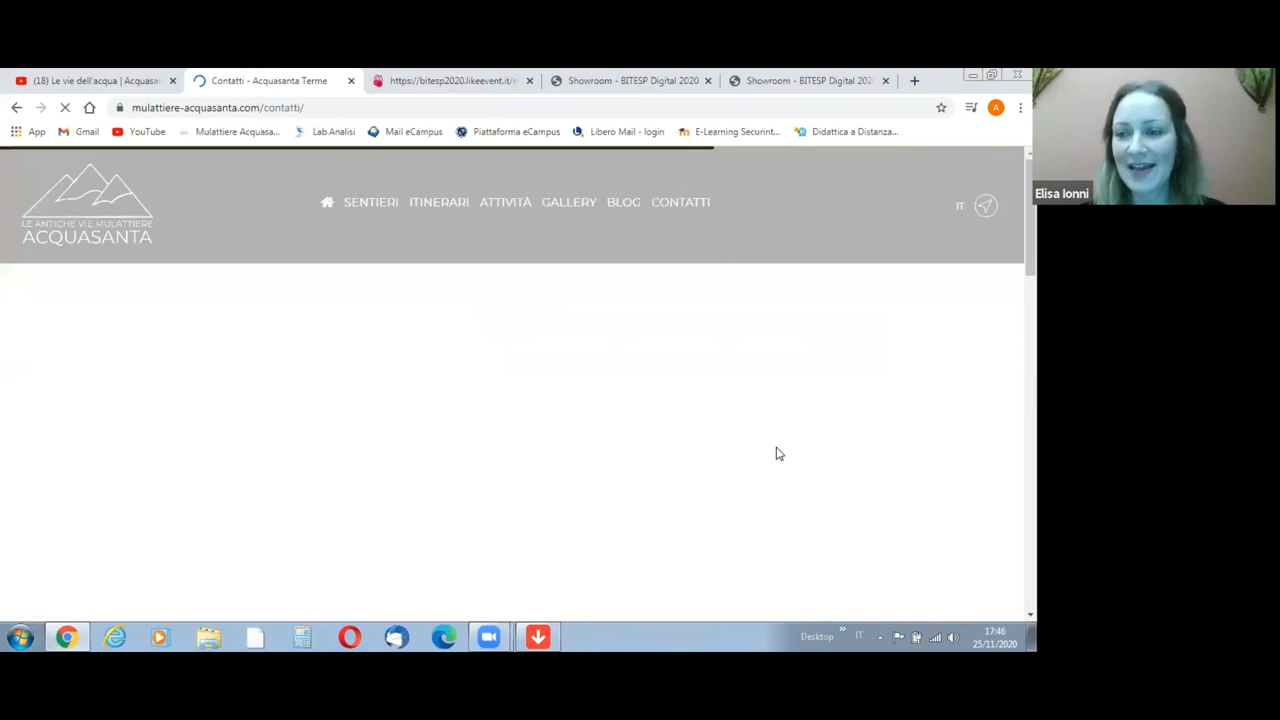 (18) Le vie dell'acqua | Acquasa
Contatti - Acquasanta Terme
https://bitesp2020.likeevent.it/
Showroom - BITESP Digital 2020
Showroom - BITESP Digital 2020
mulattiere-acquasanta.com/contatti/
A
App
Gmail
YouTube
Mulattiere Acquasa...
Lab.Analisi
Mail eCampus
Piattaforma eCampus
Libero Mail - login
E-Learning Securint...
Didattica a Distanza...
LE ANTICHE VIE MULATTIERE
ACQUASANTA
SENTIERI ITINERARI ATTIVITÀ GALLERY BLOG CONTATTI
IT
Elisa Ionni
Desktop
IT
17:46
25/11/2020